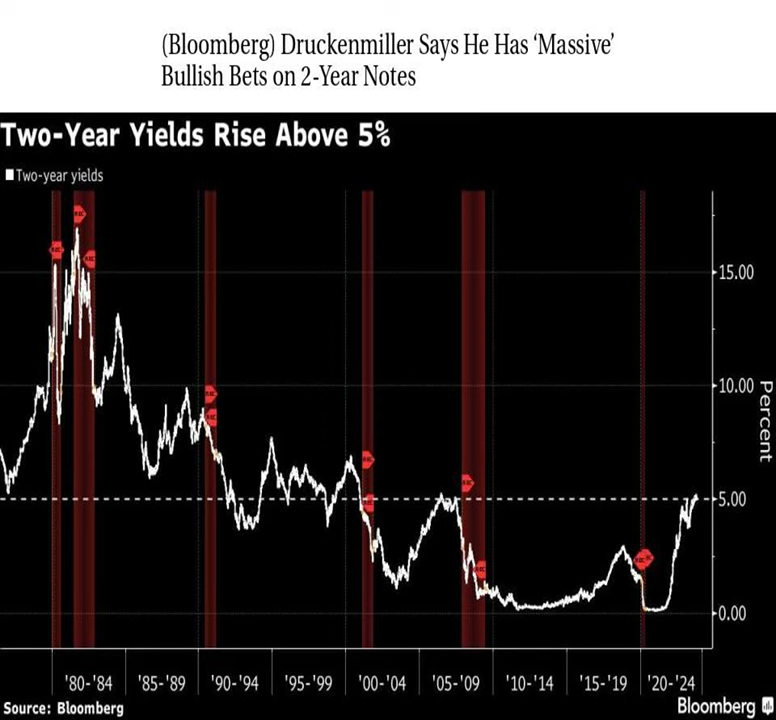 (Bloomberg) Druckenmiller Says He Has ‘Massive’
Bullish Bets on 2-Year Notes
Two-Year Yields Rise Above 5%
Two-year yields
15.00
10.00
5.00
0.00
Percent
'80-'84 '85-'89 '90-'94 '95-'99 '00-'04 '05-'09 '10-'14 '15-'19 '20-'24
Source: Bloomberg
Bloomberg